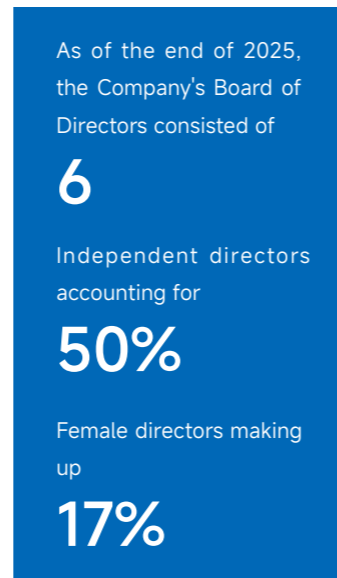 As of the end of 2025,
the Company's Board of
Directors consisted of
6
Independent directors
accounting for
50%
Female directors making
up
17%